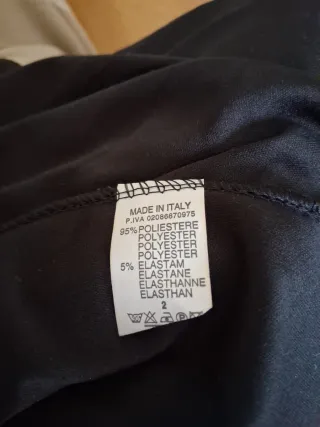 MADE IN ITALY
P.IVA 02086670975
95% POLIESTERE
POLYESTER
POLYESTER
POLYESTER
5% ELASTAM
ELASTANE
ELASTHANNE
ELASTHAN
2